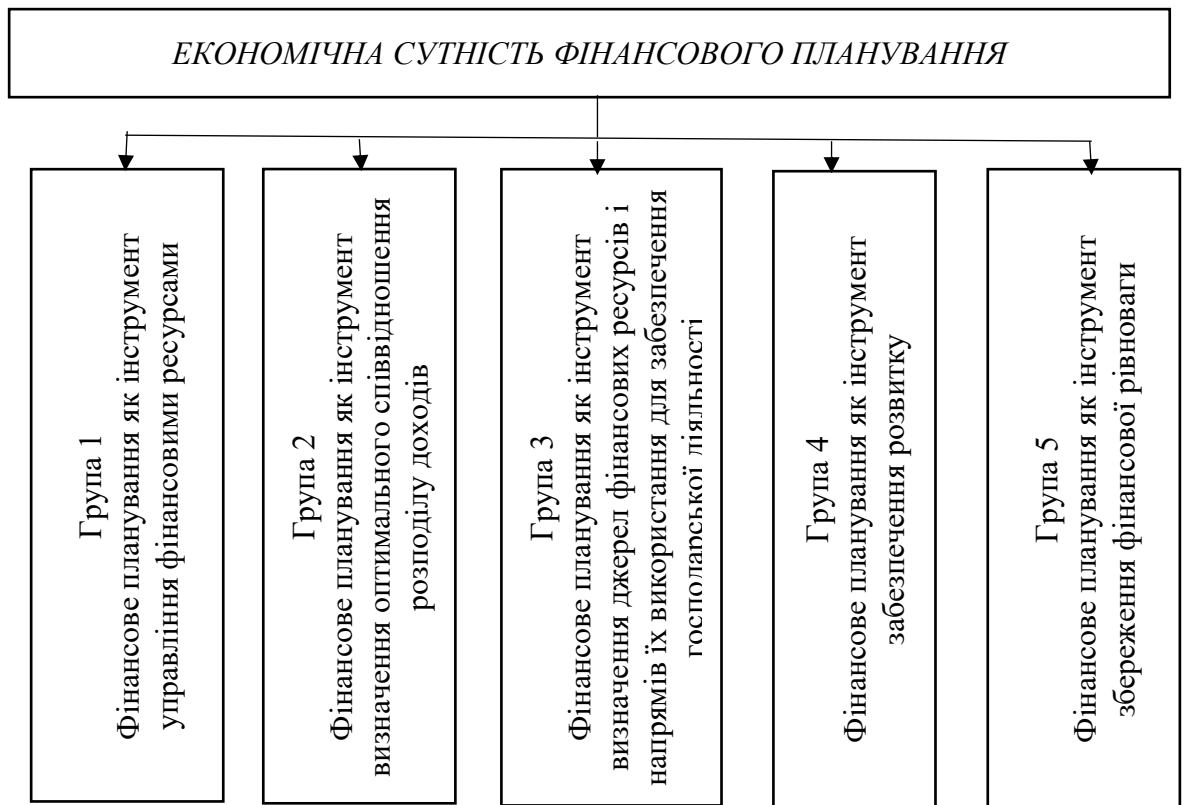 ЕКОНОМІЧНА СУТНІСТЬ ФІНАНСОВОГО ПЛАНУВАННЯ
Група 1
Фінансове планування як інструмент
управління фінансовими ресурсами
Група 2
Фінансове планування як інструмент
визначення оптимального співвідношення
розподілу доходів
Група 3
Фінансове планування як інструмент
визначення джерел фінансових ресурсів і
напрямів їх використання для забезпечення
господарської діяльності
Група 4
Фінансове планування як інструмент
забезпечення розвитку
Група 5
Фінансове планування як інструмент
збереження фінансової рівноваги